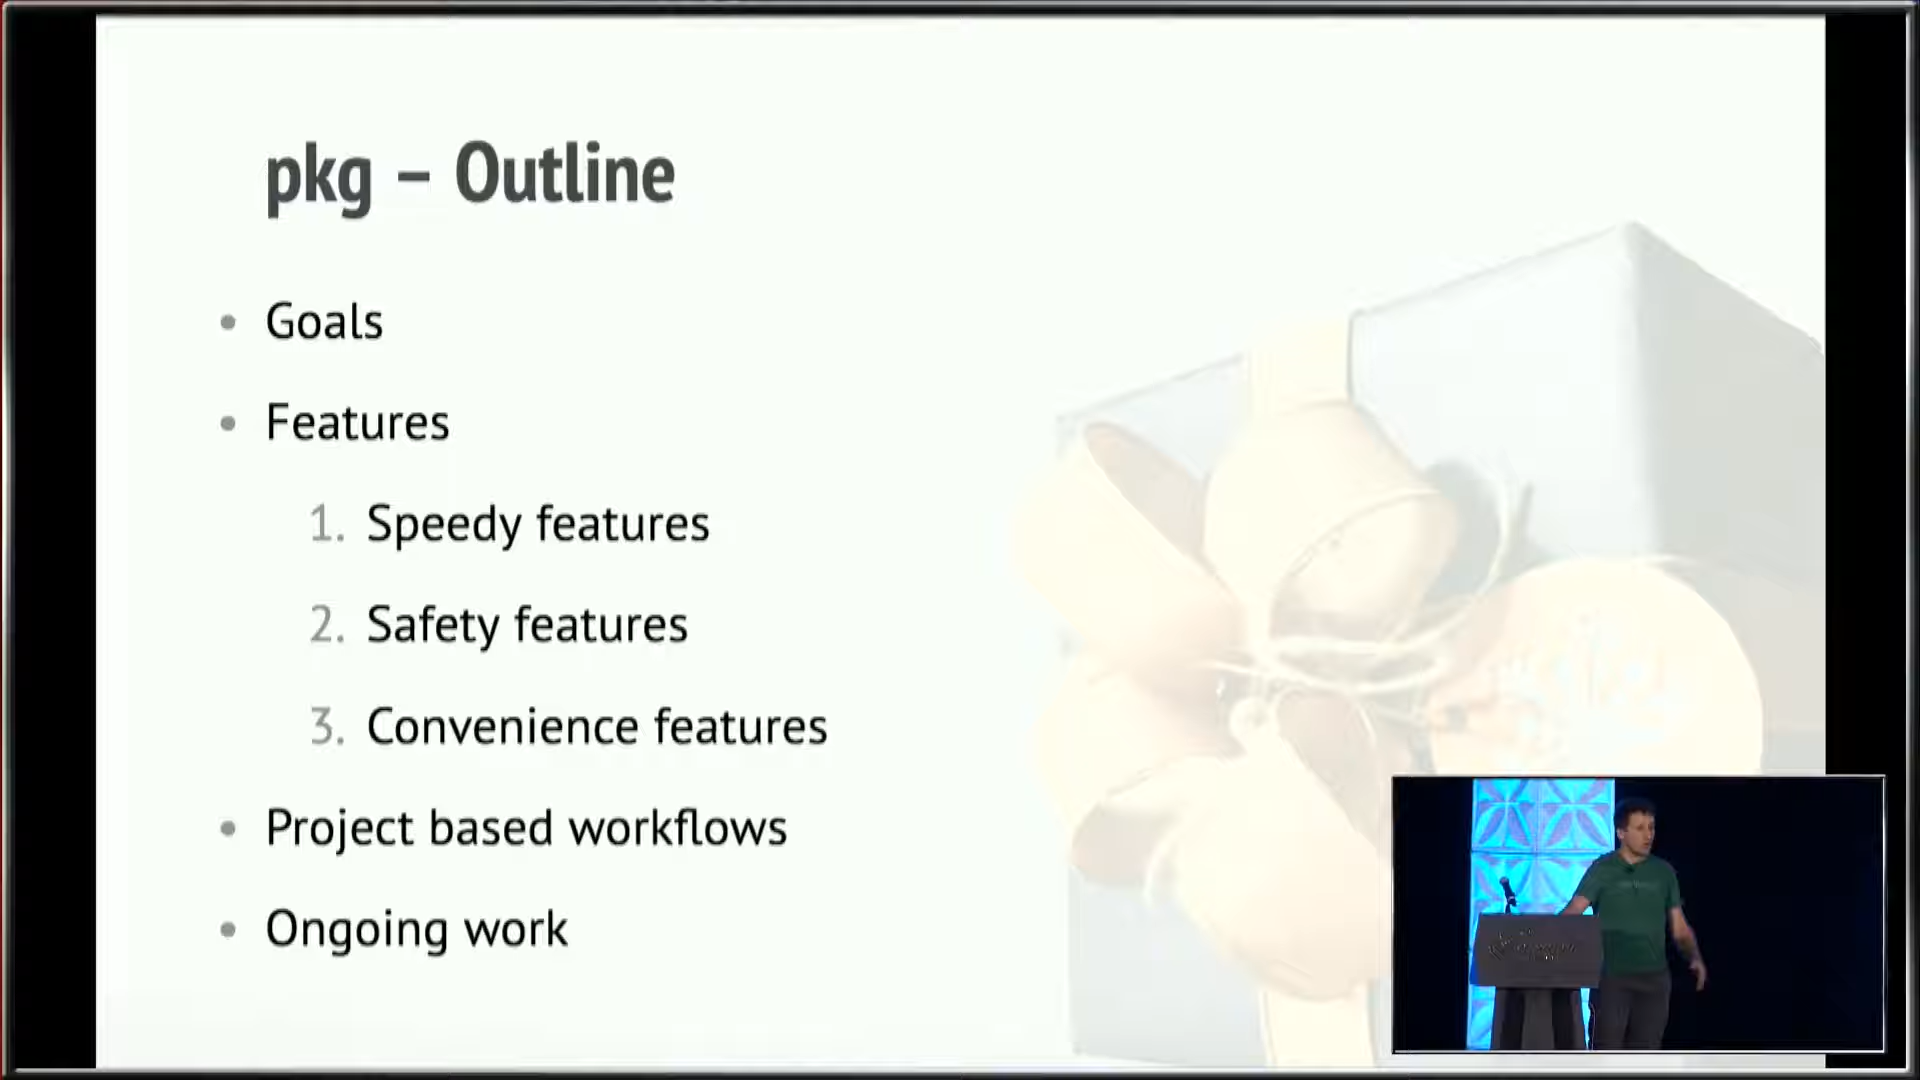 pkg – Outline
• Goals
• Features
1. Speedy features
2. Safety features
3. Convenience features
• Project based workflows
• Ongoing work